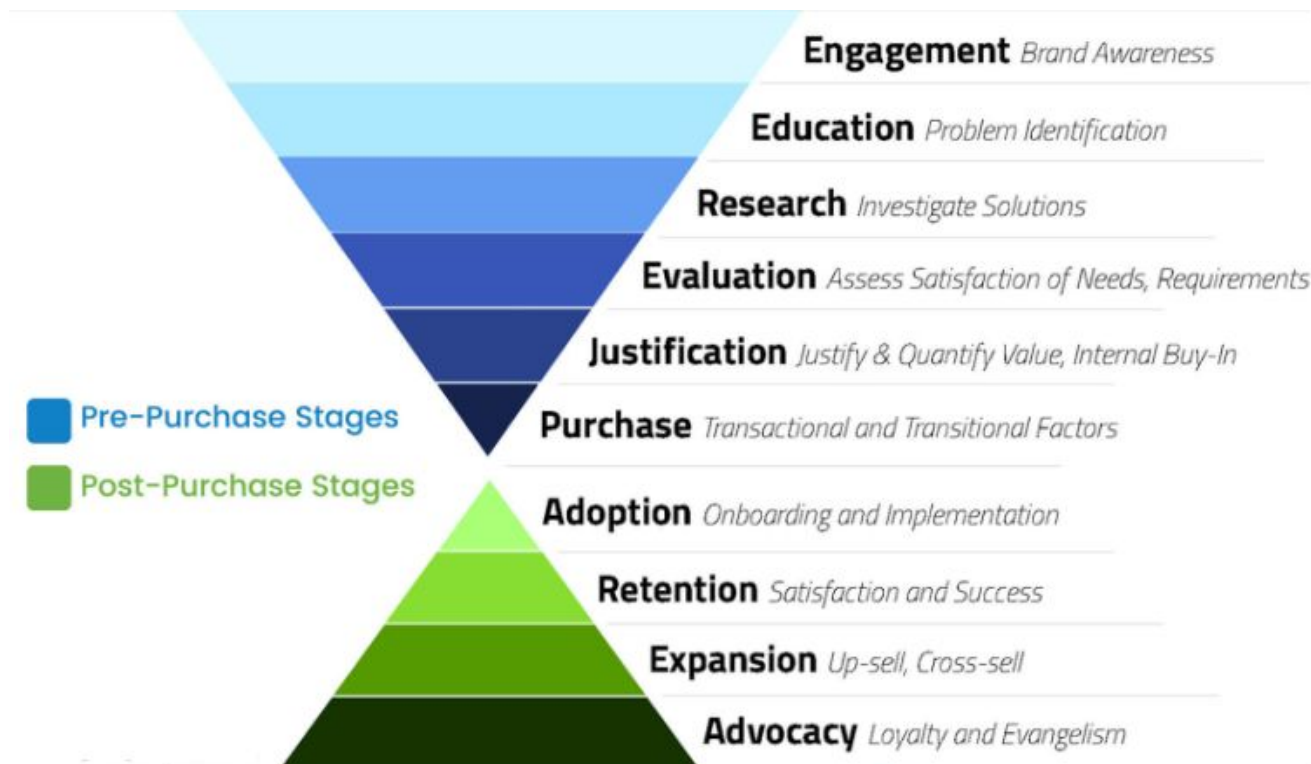 Engagement Brand Awareness
Education Problem Identification
Research Investigate Solutions
Evaluation Assess Satisfaction of Needs, Requirements
Justification Justify & Quantify Value, Internal Buy-In
Pre-Purchase Stages
Purchase Transactional and Transitional Factors
Post-Purchase Stages
Adoption Onboarding and Implementation
Retention Satisfaction and Success
Expansion Up-sell, Cross-sell
Advocacy Loyalty and Evangelism